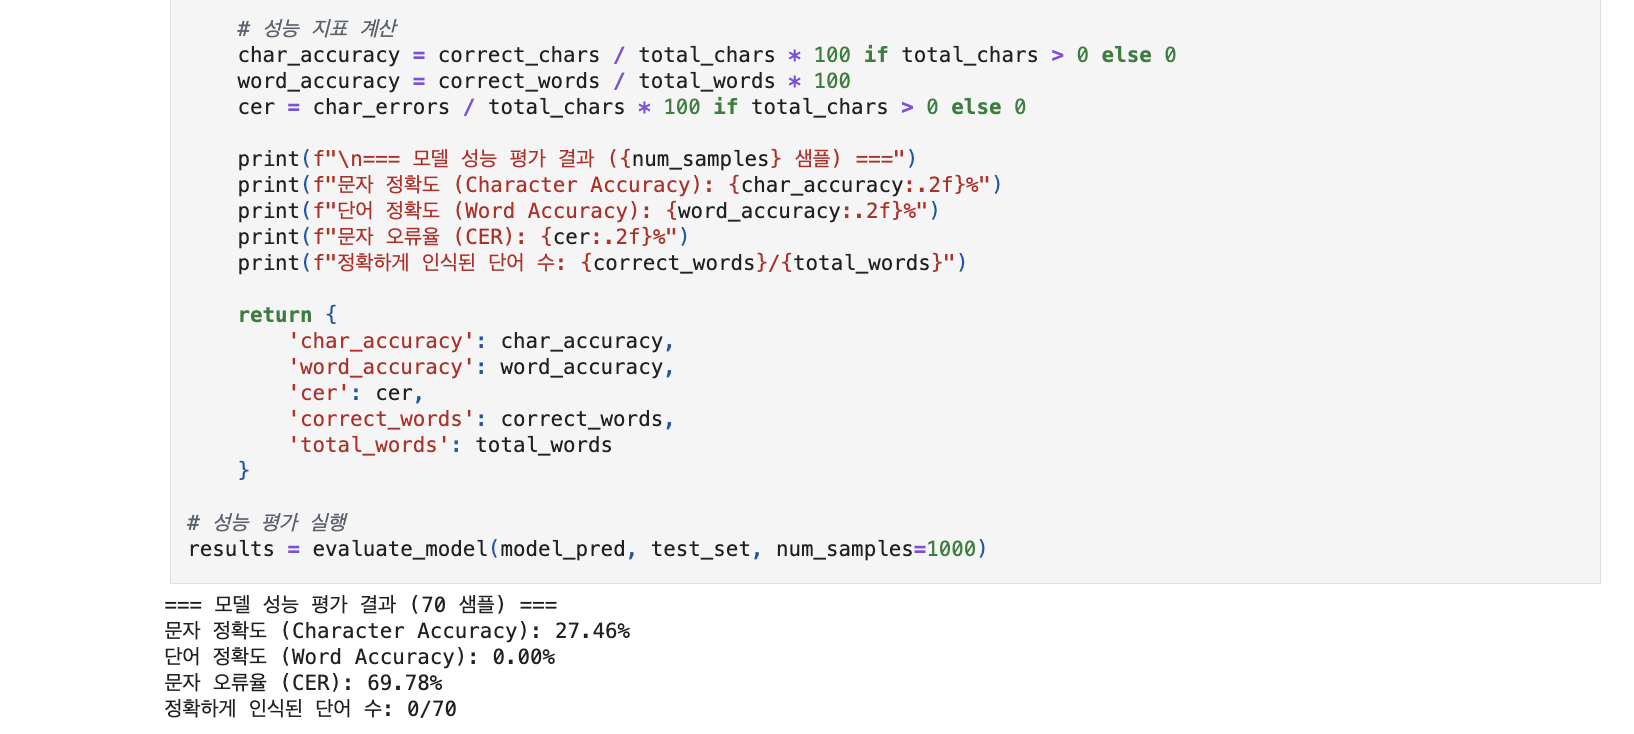 # 성능 지표 계산
char_accuracy = correct_chars / total_chars * 100 if total_chars > 0 else 0
word_accuracy = correct_words / total_words * 100
cer = char_errors / total_chars * 100 if total_chars > 0 else 0
print(f"\n=== 모델 성능 평가 결과 ({num_samples} 샘플) ===")
print(f"문자 정확도 (Character Accuracy): {char_accuracy:.2f}%")
print(f"단어 정확도 (Word Accuracy): {word_accuracy:.2f}%")
print(f"문자 오류율 (CER): {cer:.2f}%")
print(f"정확하게 인식된 단어 수: {correct_words}/{total_words}")
return {
'char_accuracy': char_accuracy,
'word_accuracy': word_accuracy,
'cer': cer,
'correct_words': correct_words,
'total_words': total_words
}
# 성능 평가 실행
results = evaluate_model(model_pred, test_set, num_samples=1000)
=== 모델 성능 평가 결과 (70 샘플) ===
문자 정확도 (Character Accuracy): 27.46%
단어 정확도 (Word Accuracy): 0.00%
문자 오류율 (CER): 69.78%
정확하게 인식된 단어 수: 0/70